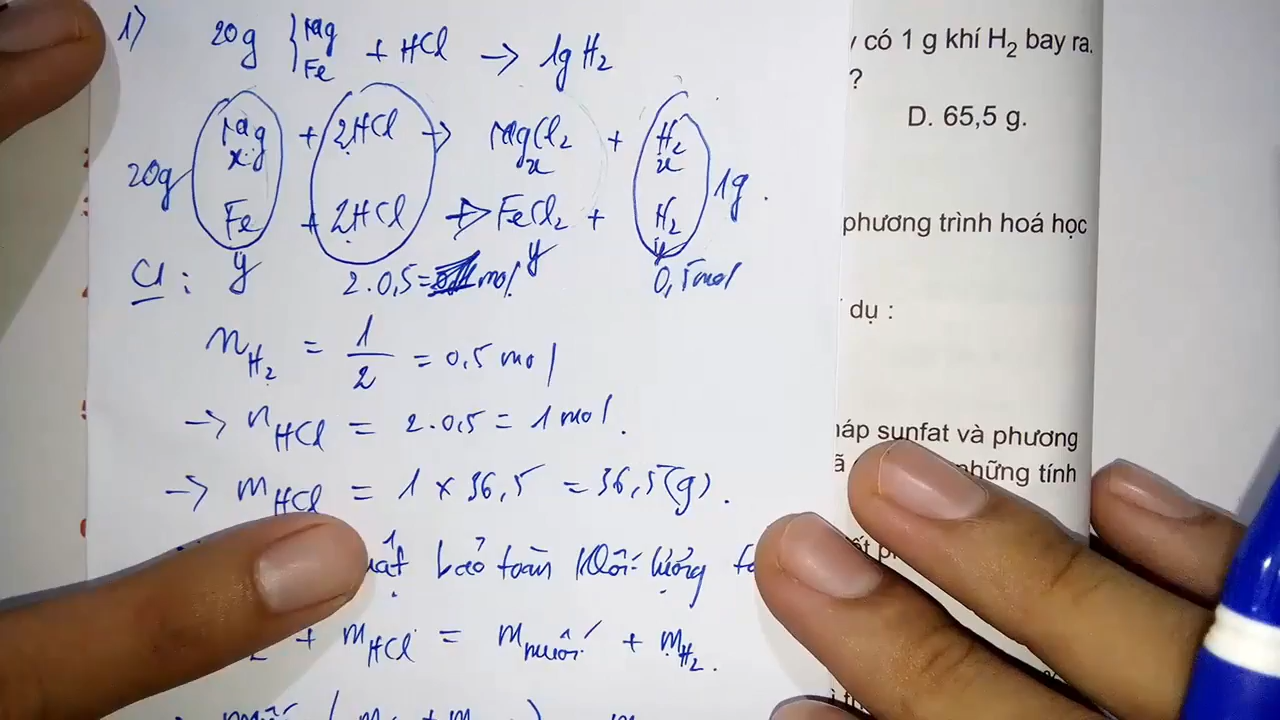 1) 20g { Mg Fe + HCl → 1g H2
Mg + 2HCl → MgCl2 + H2
x x x
20g 1g.
Fe + 2HCl → FeCl2 + H2
y y y
C1: 2.0,5= mol 0,5mol
nH2 = 1/2 = 0,5 mol
→ nHCl = 2.0,5 = 1 mol.
→ mHCl = 1 x 36,5 = 36,5(g).
bảo toàn khối lượng
+ mHCl = mmuối + mH2.
có 1 g khí H2 bay ra.
?
D. 65,5 g.
phương trình hoá học
dụ :
sunfat và phương
những tính